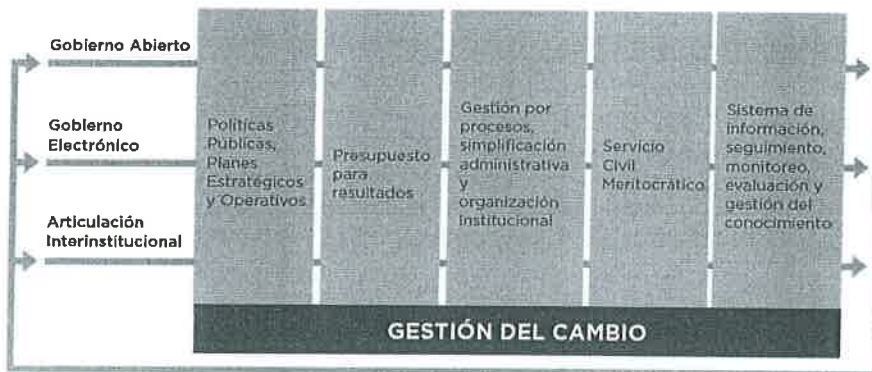 Gobierno Abierto
Gobierno
Electrónico
Articulación
Interinstitucional
Políticas
Públicas,
Planes
Estratégicos
y Operativos
Presupuesto
para
resultados
Gestión por
procesos,
simplificación
administrativa
y
organización
Institucional
Servicio
Civil
Meritocrático
Sistema de
información,
seguimiento,
monitoreo,
evaluación y
gestión del
conocimiento
GESTIÓN DEL CAMBIO